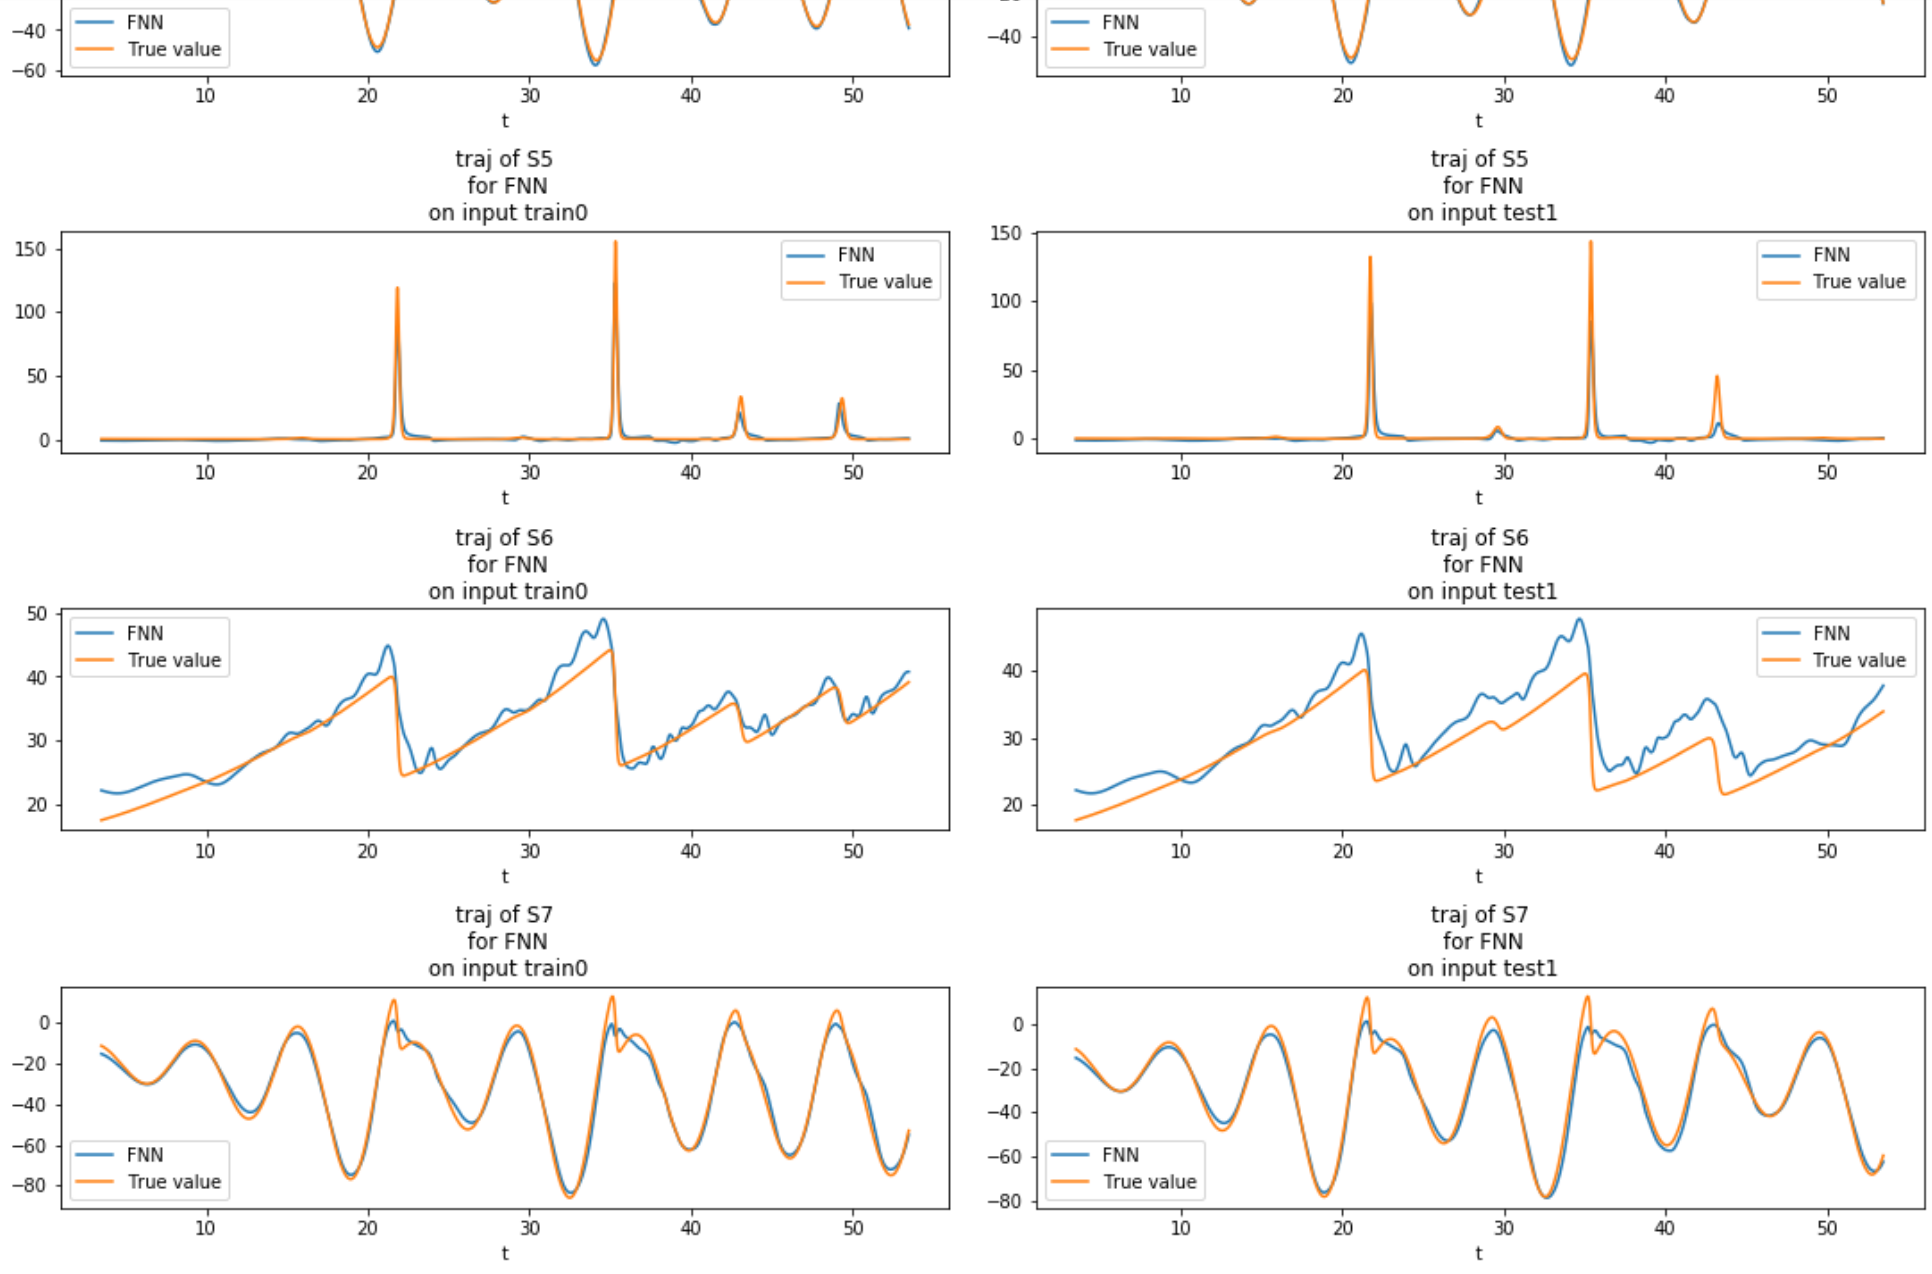 −40
−60
FNN
True value
10 20 30 40 50
t
−40
FNN
True value
10 20 30 40 50
t
traj of S5
for FNN
on input train0
150
100
50
0
FNN
True value
10 20 30 40 50
t
traj of S5
for FNN
on input test1
150
100
50
0
FNN
True value
10 20 30 40 50
t
traj of S6
for FNN
on input train0
50
40
30
20
FNN
True value
10 20 30 40 50
t
traj of S6
for FNN
on input test1
40
30
20
FNN
True value
10 20 30 40 50
t
traj of S7
for FNN
on input train0
0
−20
−40
−60
−80
FNN
True value
10 20 30 40 50
t
traj of S7
for FNN
on input test1
0
−20
−40
−60
−80
FNN
True value
10 20 30 40 50
t